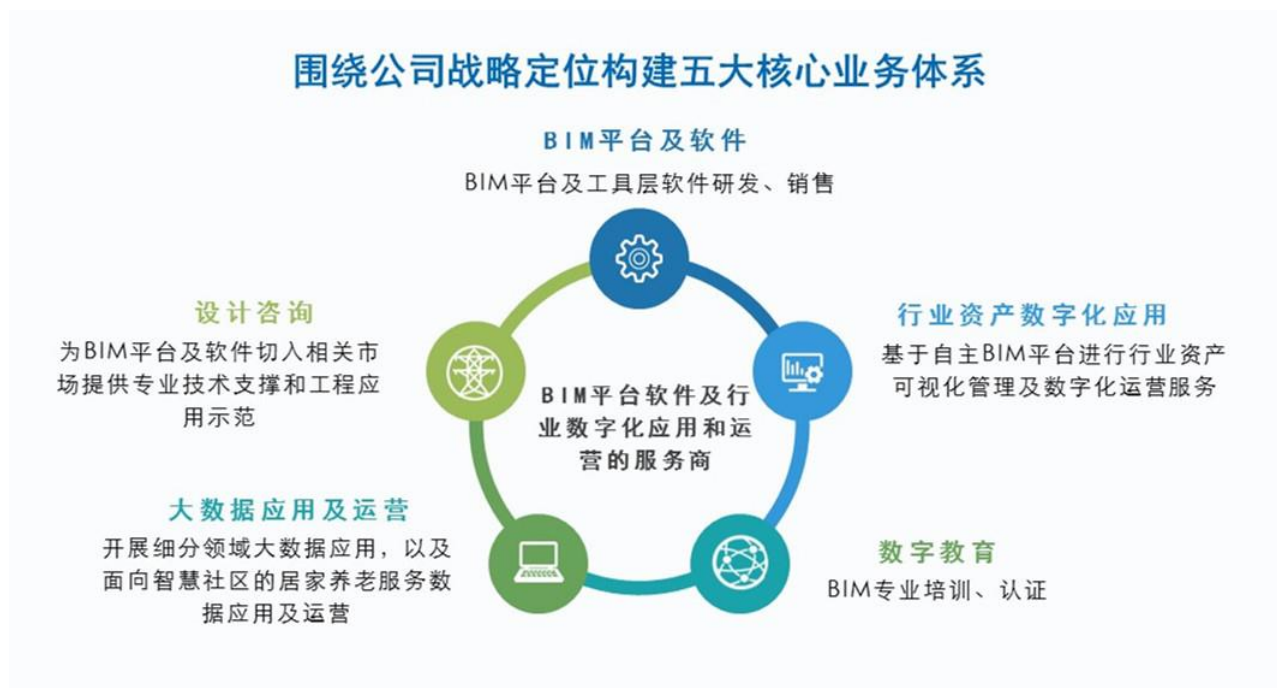 围绕公司战略定位构建五大核心业务体系
BIM平台及软件
BIM平台及工具层软件研发、销售
设计咨询
为BIM平台及软件切入相关市
场提供专业技术支撑和工程应
用示范
行业资产数字化应用
基于自主BIM平台进行行业资产
可视化管理及数字化运营服务
BIM平台软件及行
业数字化应用和运
营的服务商
大数据应用及运营
开展细分领域大数据应用，以及
面向智慧社区的居家养老服务数
据应用及运营
数字教育
BIM专业培训、认证